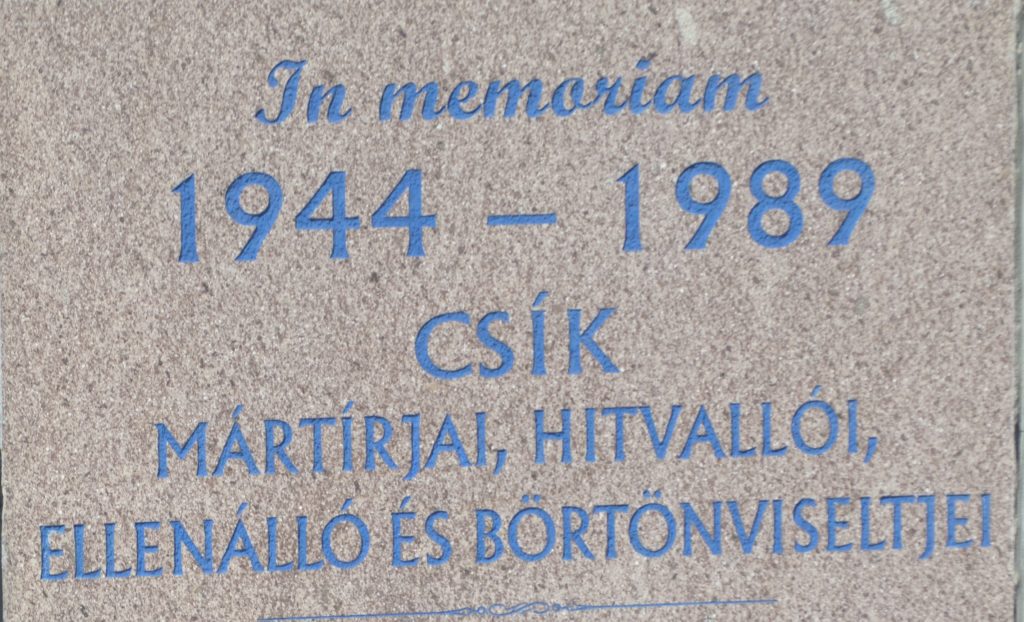 In memoriam
1944 – 1989
CSÍK
MÁRTÍRJAI, HITVALLÓI,
ELLENÁLLÓ ÉS BÖRTÖNVISELTJEI